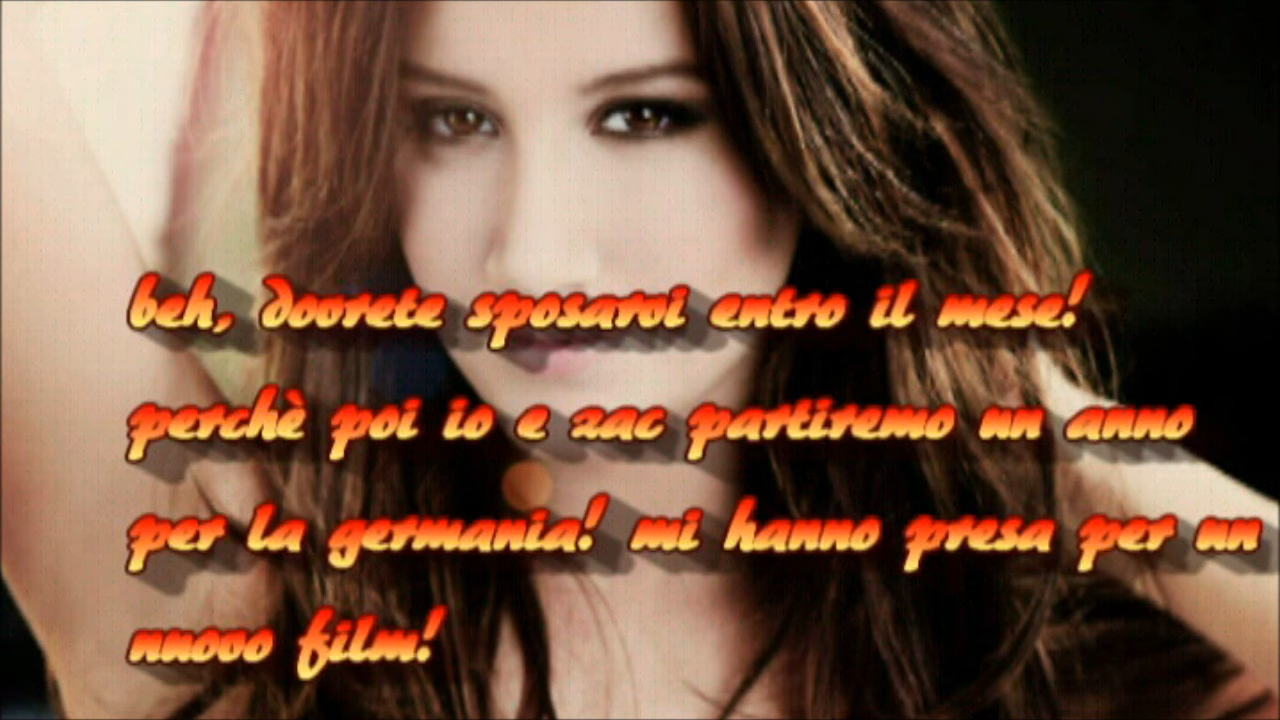 beh, dovrete sposarvi entro il mese!
perchè poi io e zac partiremo un anno
per la germania! mi hanno presa per un
nuovo film!